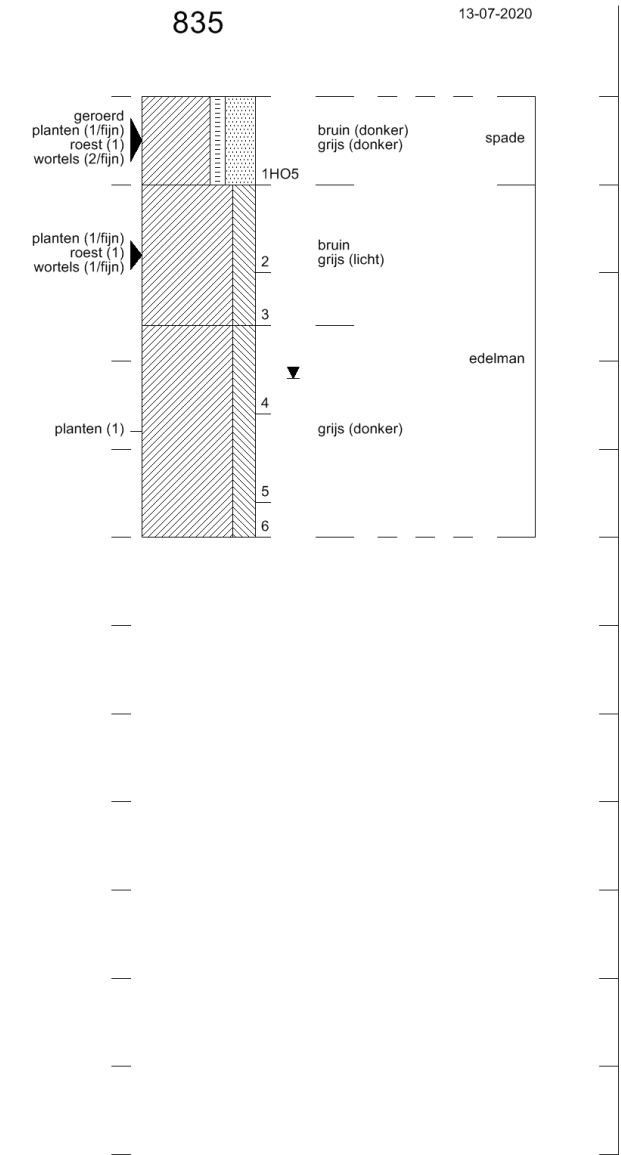 835
13-07-2020
geroerd
planten (1/fijn)
roest (1)
wortels (2/fijn)
bruin (donker)
grijs (donker)
spade
1HO5
planten (1/fijn)
roest (1)
wortels (1/fijn)
bruin
grijs (licht)
2
3
edelman
4
planten (1)
grijs (donker)
5
6